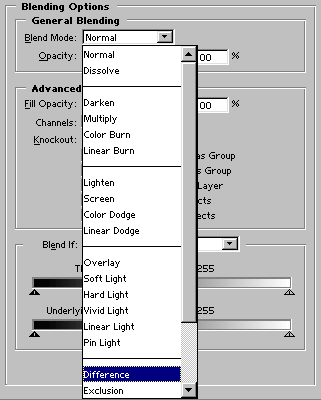 Blending Options
General Blending
Blend Mode: Normal
Opacity: 00 %
Normal
Dissolve
Darken
Multiply
Color Burn
Linear Burn
Lighten
Screen
Color Dodge
Linear Dodge
Overlay
Soft Light
Hard Light
Vivid Light
Linear Light
Pin Light
Difference
Exclusion
Advanced
Fill Opacity: 00 %
Channels:
Knockout:
as Group
s Group
Layer
cts
ects
Blend If:
Th 255
Underlyi 255